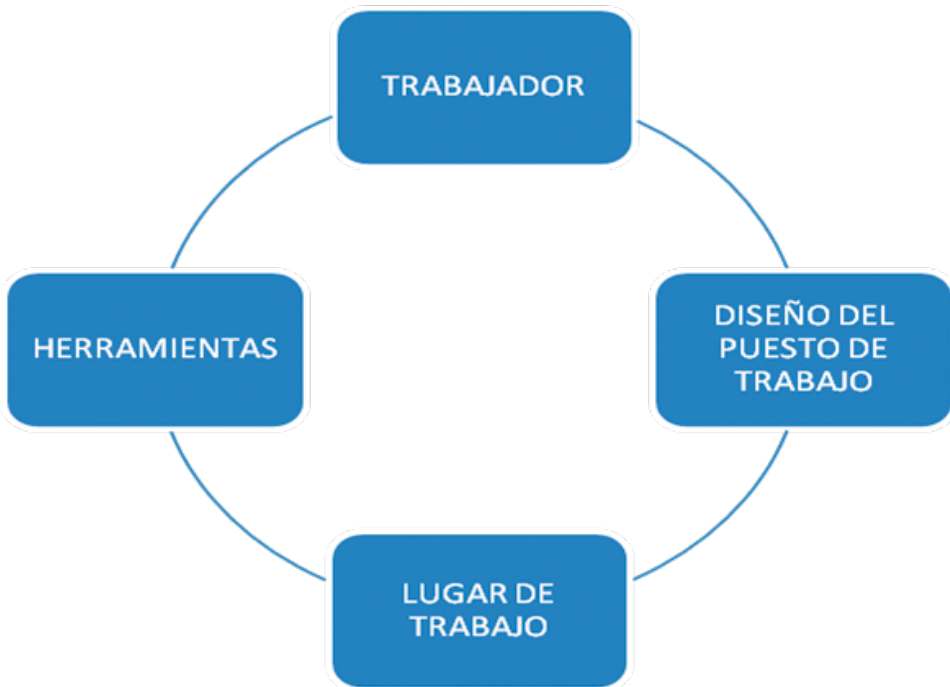 TRABAJADOR
DISEÑO DEL
PUESTO DE
TRABAJO
LUGAR DE
TRABAJO
HERRAMIENTAS